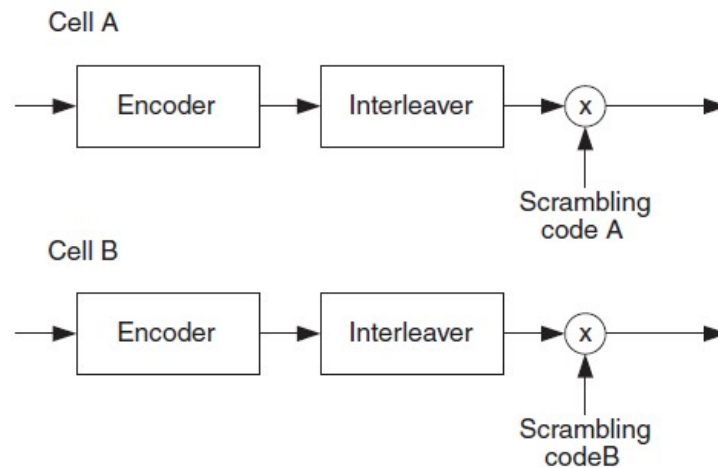 Cell A
Encoder
Interleaver
x
Scrambling
code A
Cell B
Encoder
Interleaver
x
Scrambling
codeB